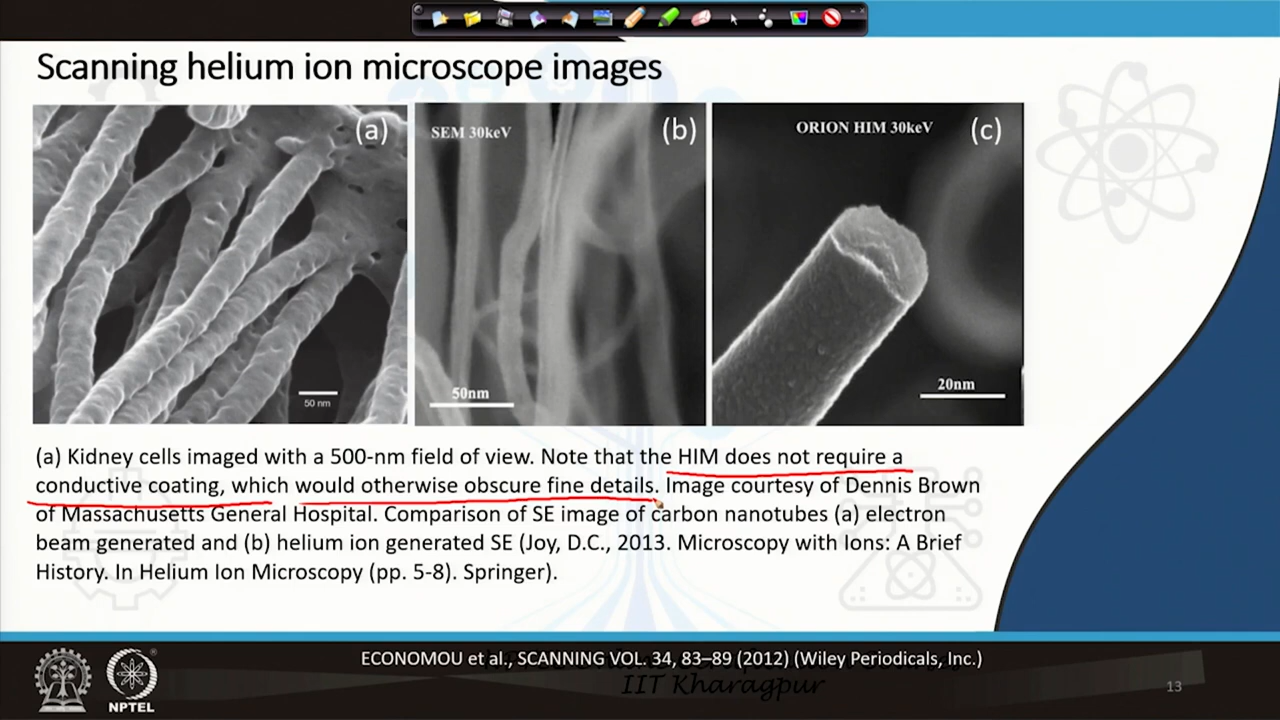 Scanning helium ion microscope images
(a)
SEM 30keV
(b)
ORION HIM 30keV
(c)
50 nm
50nm
20nm
(a) Kidney cells imaged with a 500-nm field of view. Note that the HIM does not require a
conductive coating, which would otherwise obscure fine details. Image courtesy of Dennis Brown
of Massachusetts General Hospital. Comparison of SE image of carbon nanotubes (a) electron
beam generated and (b) helium ion generated SE (Joy, D.C., 2013. Microscopy with Ions: A Brief
History. In Helium Ion Microscopy (pp. 5-8). Springer).
ECONOMOU et al., SCANNING VOL. 34, 83–89 (2012) (Wiley Periodicals, Inc.)
IIT Kharagpur
13
NPTEL